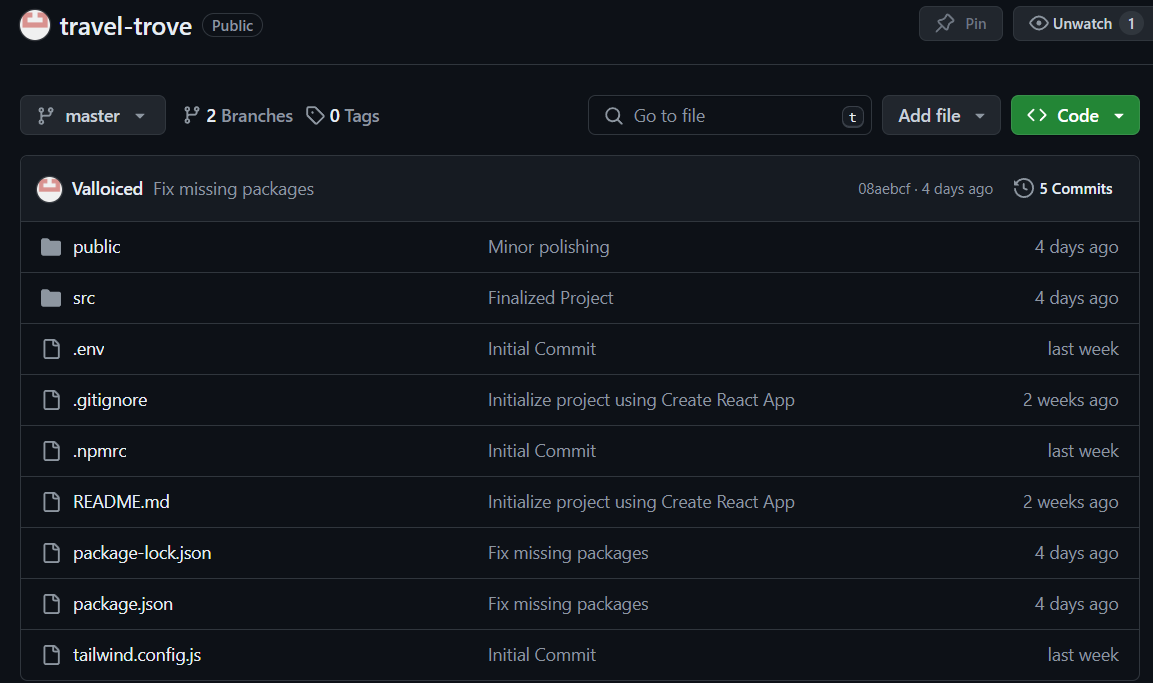 travel-trove Public Pin Unwatch 1
master 2 Branches 0 Tags Go to file t Add file Code
Valloiced Fix missing packages 08aebcf · 4 days ago 5 Commits
public Minor polishing 4 days ago
src Finalized Project 4 days ago
.env Initial Commit last week
.gitignore Initialize project using Create React App 2 weeks ago
.npmrc Initial Commit last week
README.md Initialize project using Create React App 2 weeks ago
package-lock.json Fix missing packages 4 days ago
package.json Fix missing packages 4 days ago
tailwind.config.js Initial Commit last week